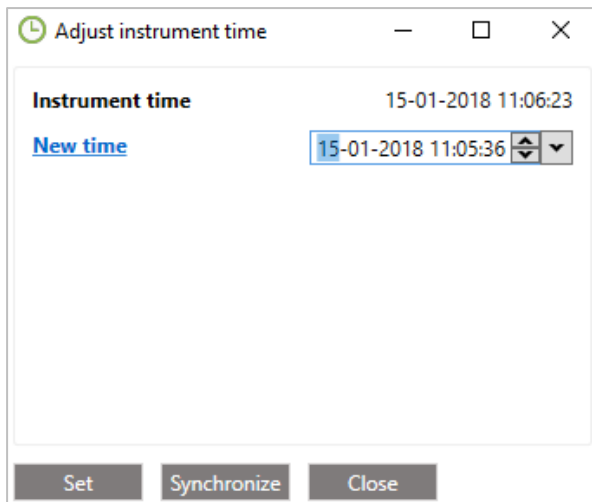 Adjust instrument time
Instrument time 15-01-2018 11:06:23
New time 15-01-2018 11:05:36
Set Synchronize Close